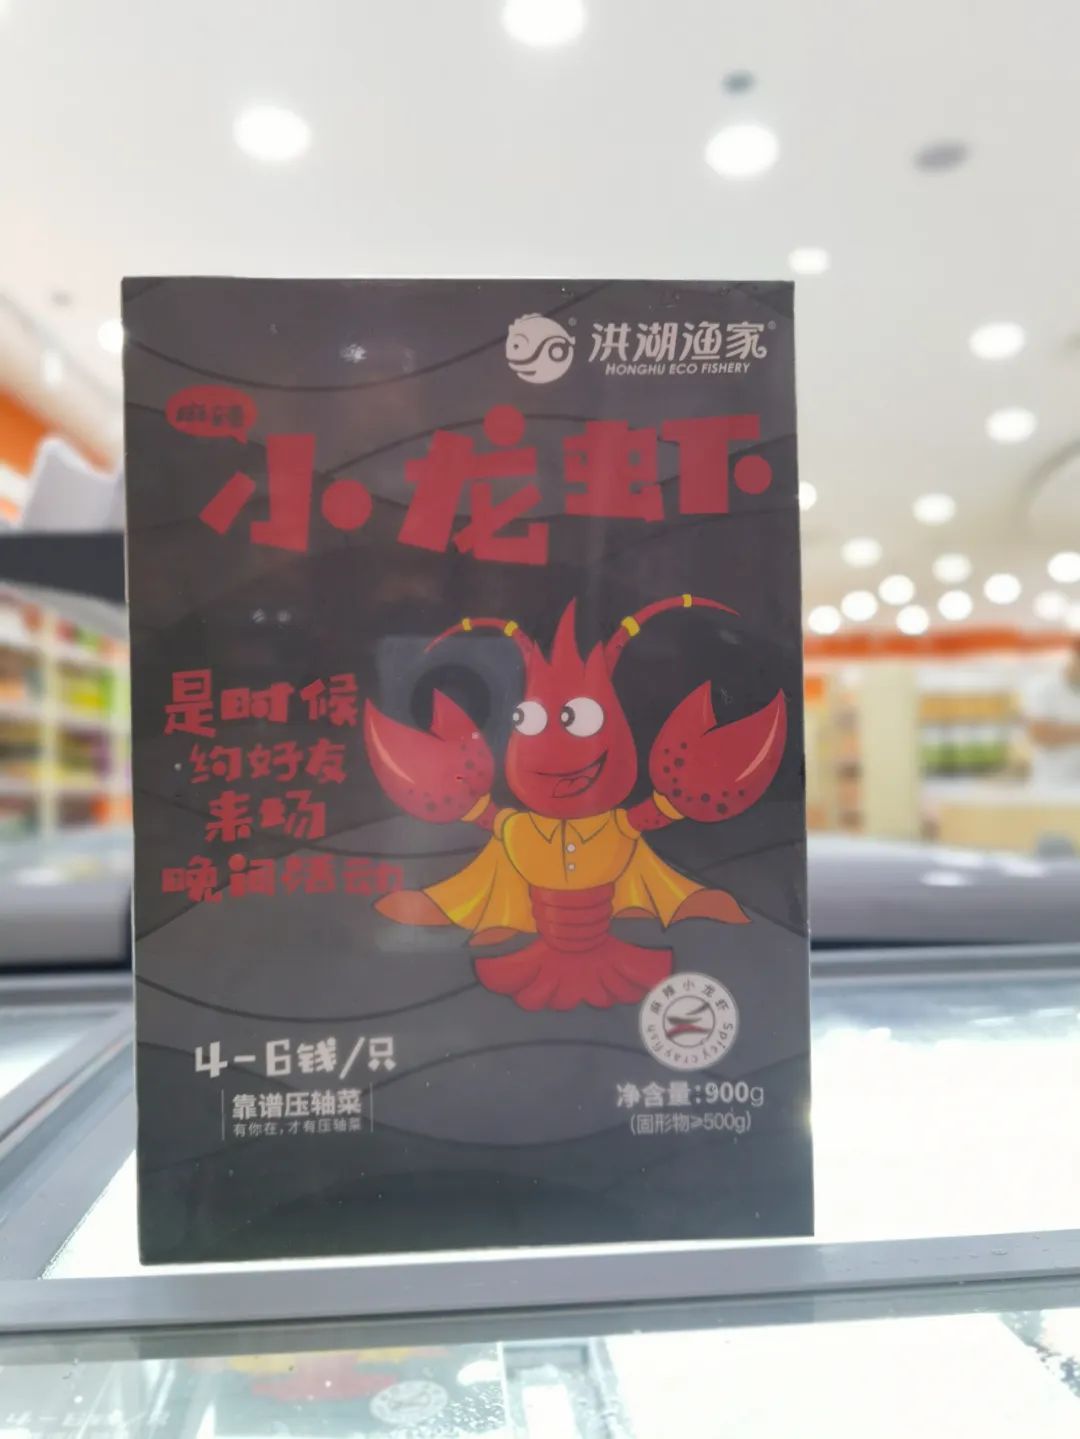 洪湖渔家
HONGHU ECO FISHERY
麻辣
小龙虾
是时候
约好友
来场
晚间活动
4-6钱/只
靠谱压轴菜
有你在,才有压轴菜
麻辣小龙虾 Spicy crayfish
净含量:900g
(固形物≥500g)